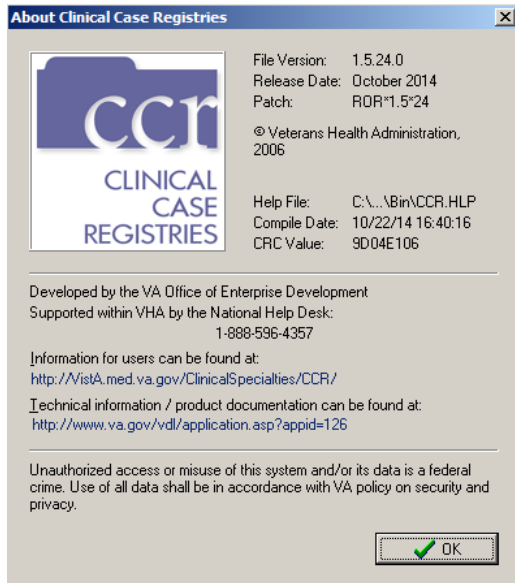 About Clinical Case Registries
ccr
CLINICAL
CASE
REGISTRIES
File Version: 1.5.24.0
Release Date: October 2014
Patch: ROR*1.5*24
© Veterans Health Administration,
2006
Help File: C:\...\Bin\CCR.HLP
Compile Date: 10/22/14 16:40:16
CRC Value: 9D04E106
Developed by the VA Office of Enterprise Development
Supported within VHA by the National Help Desk:
1-888-596-4357
Information for users can be found at:
http://VistA.med.va.gov/ClinicalSpecialties/CCR/
Technical information / product documentation can be found at:
http://www.va.gov/vdl/application.asp?appid=126
Unauthorized access or misuse of this system and/or its data is a federal
crime. Use of all data shall be in accordance with VA policy on security and
privacy.
OK